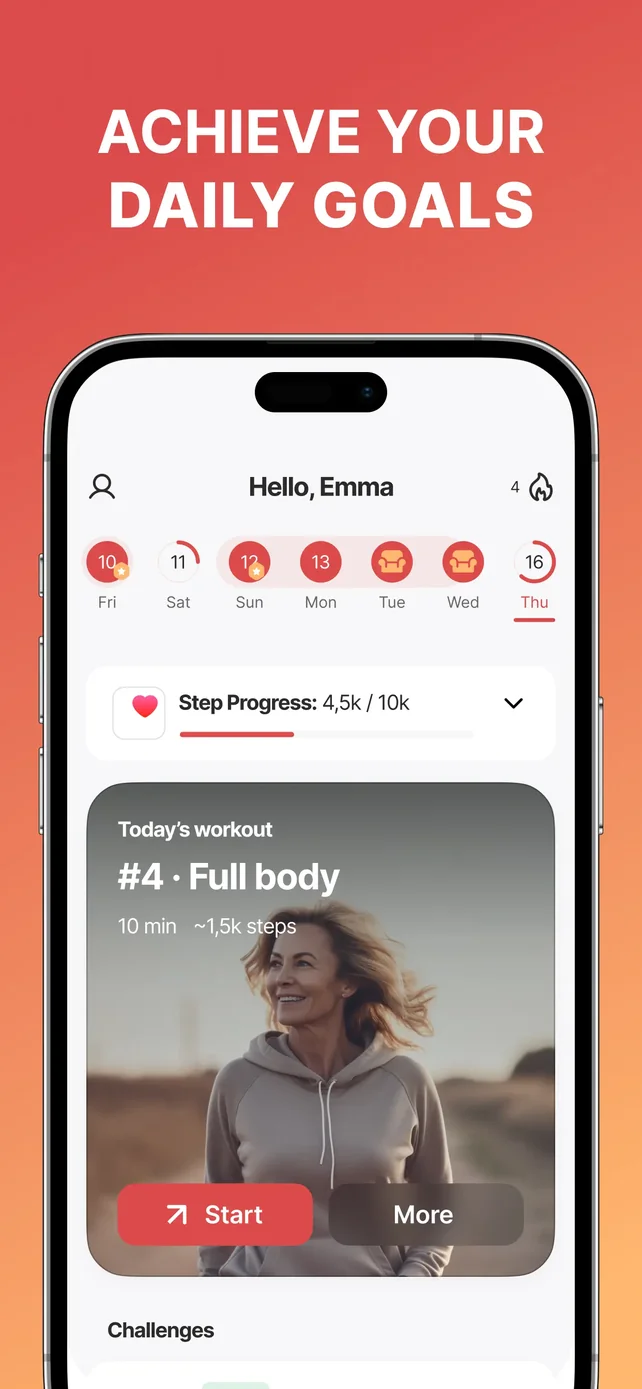 ACHIEVE YOUR
DAILY GOALS
Hello, Emma
4
10 11 12 13 16
Fri Sat Sun Mon Tue Wed Thu
Step Progress: 4,5k / 10k
Today’s workout
#4 · Full body
10 min ~1,5k steps
Start More
Challenges